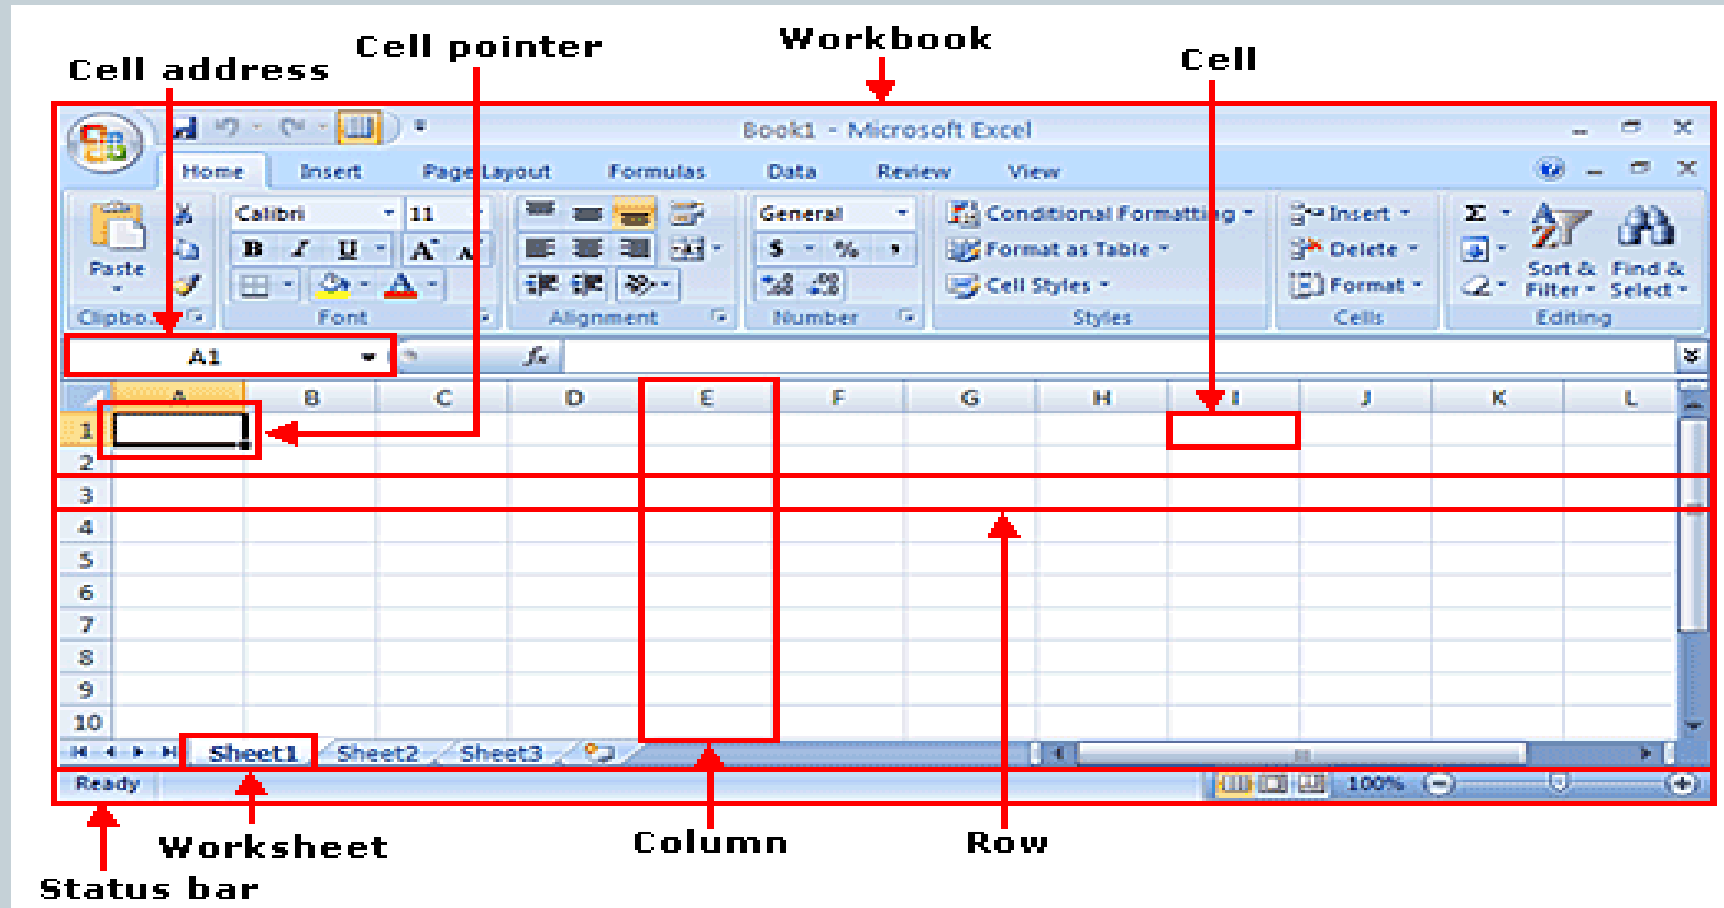 Cell address
Cell pointer
Workbook
Cell
Book1 - Microsoft Excel
Home Insert Page Layout Formulas Data Review View
Calibri 11 General Conditional Formatting Insert Σ
B I U A A $ % , Format as Table Delete
Paste Cell Styles Format Sort & Filter Find & Select
Clipbo... Font Alignment Number Styles Cells Editing
A1 fx
A B C D E F G H I J K L
1
2
3
4
5
6
7
8
9
10
Sheet1 Sheet2 Sheet3
Ready 100%
Worksheet
Column
Row
Status bar